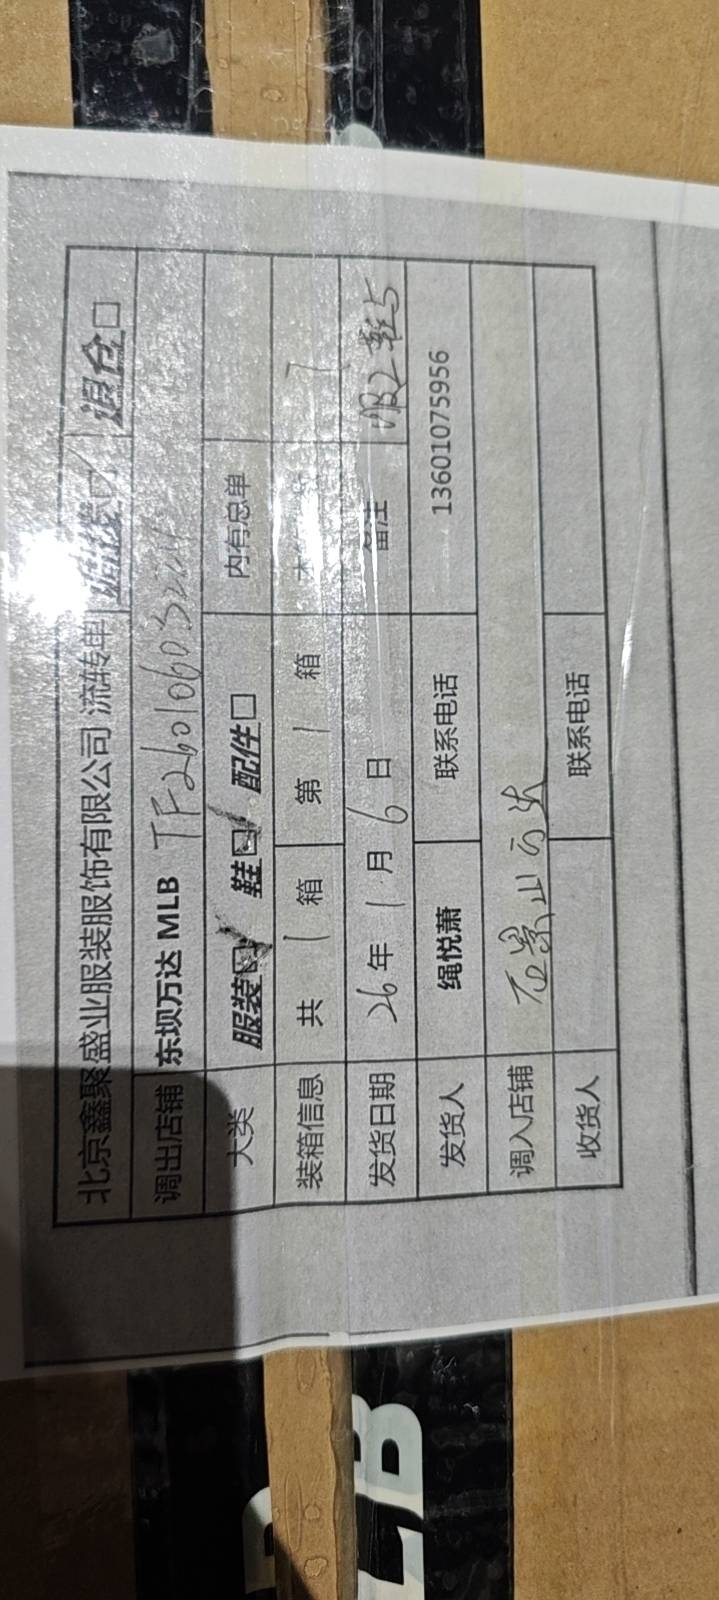 北京鑫聚盛业服装服饰有限公司 流转单 调拨☑ 退仓□
调出店铺 东坝万达 MLB
大类 服装☑ 鞋☑ 配件□ 内有总单
装箱信息 共 1 箱 第 1 箱 7
发货日期 26 年 1 月 6 日 备注
发货人 绳悦萧 联系电话 13601075956
调入店铺 石景山万达
收货人 联系电话
LB